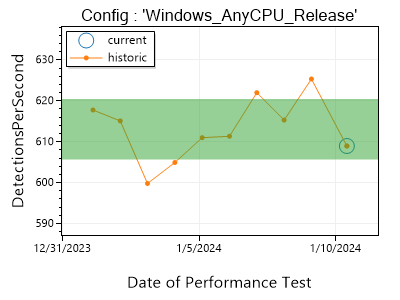 Config : 'Windows_AnyCPU_Release'
current
historic
DetectionsPerSecond
630
620
610
600
590
12/31/2023 1/5/2024 1/10/2024
Date of Performance Test